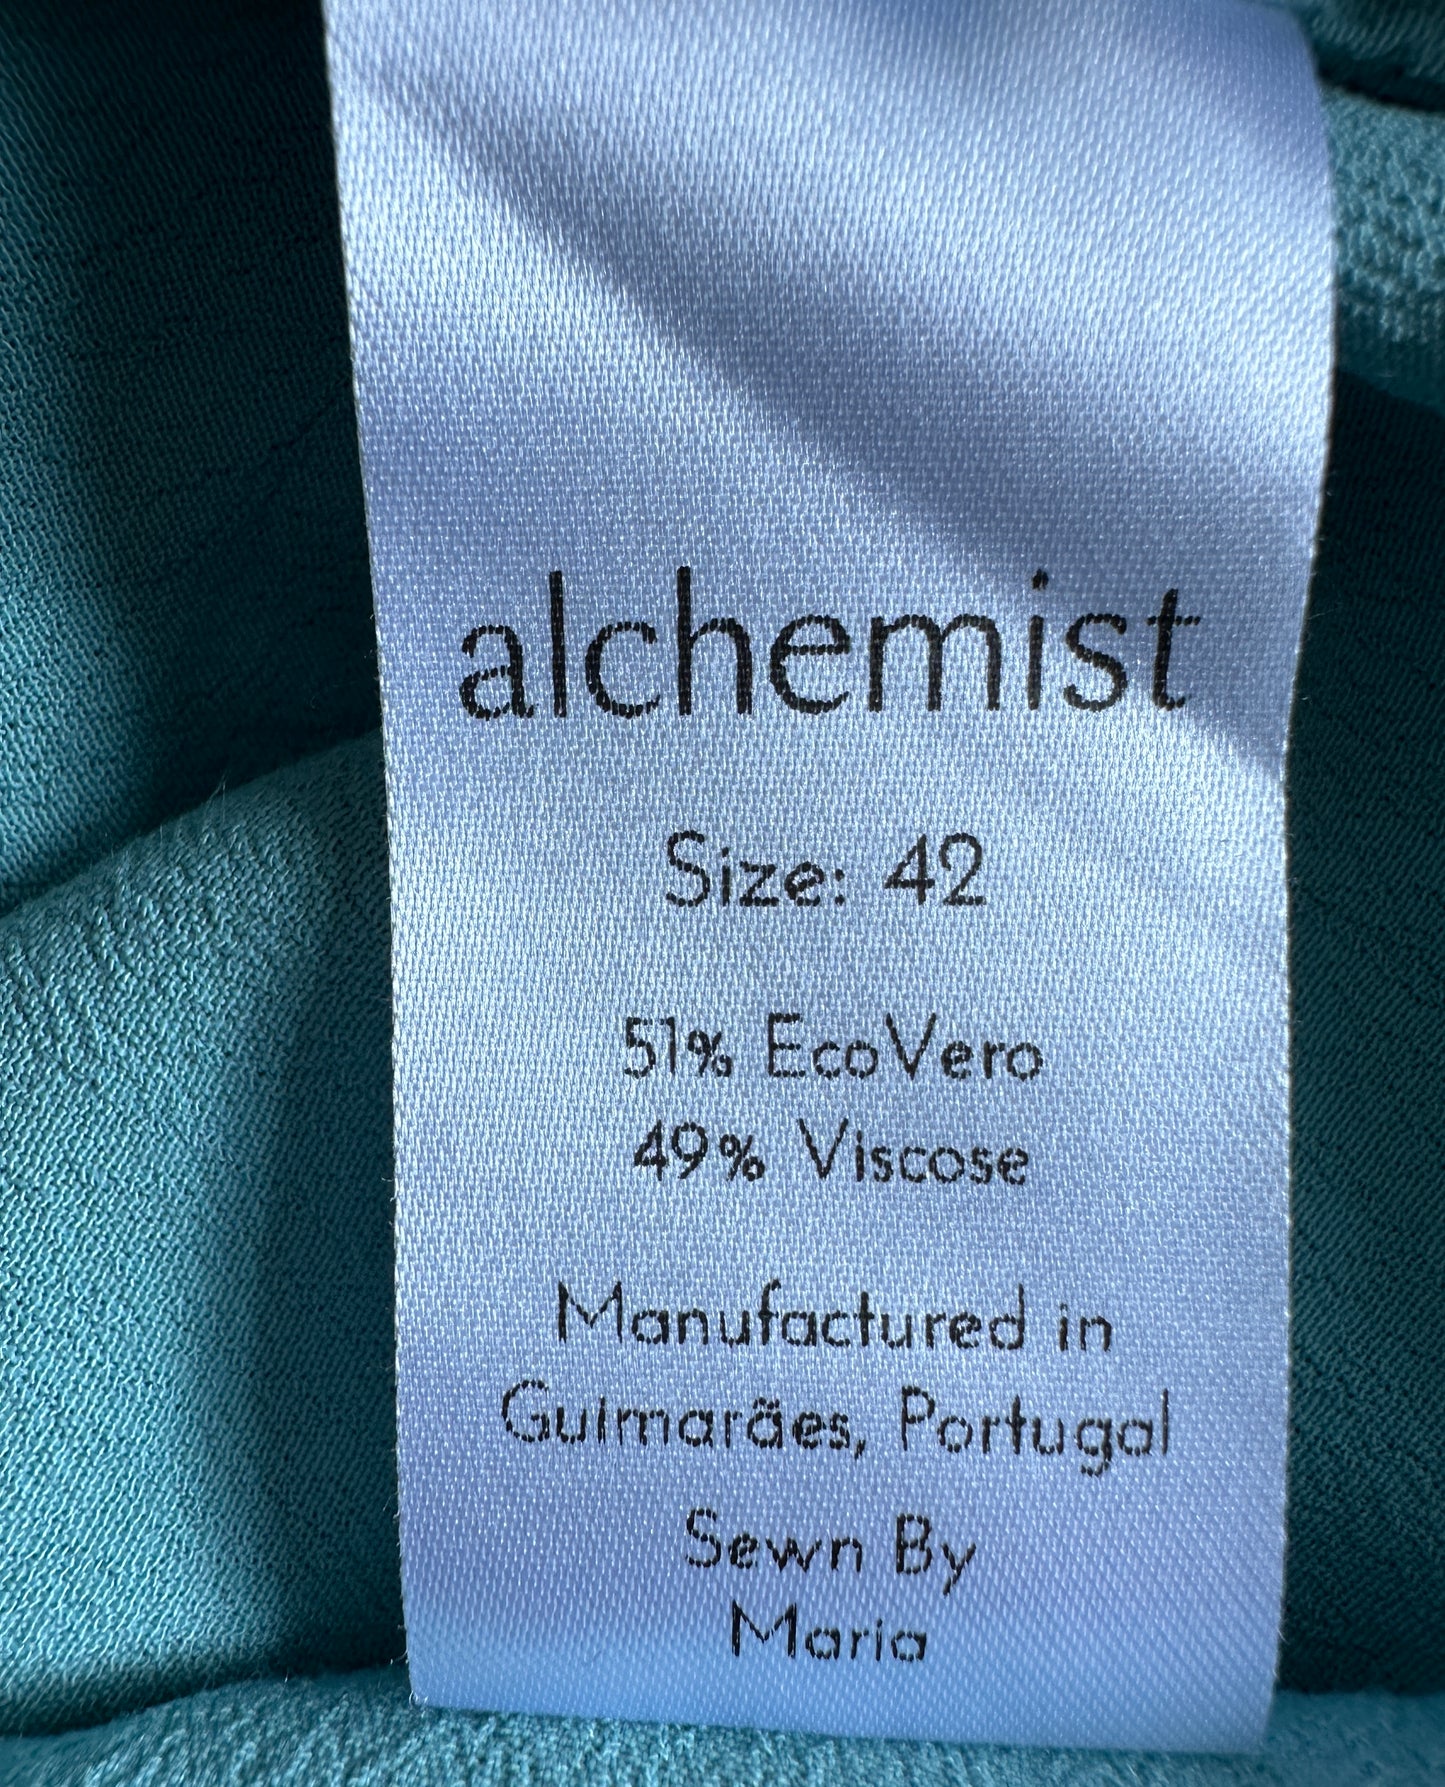 alchemist
Size: 42
51% EcoVero
49% Viscose
Manufactured in
Guimarães, Portugal
Sewn By
Maria